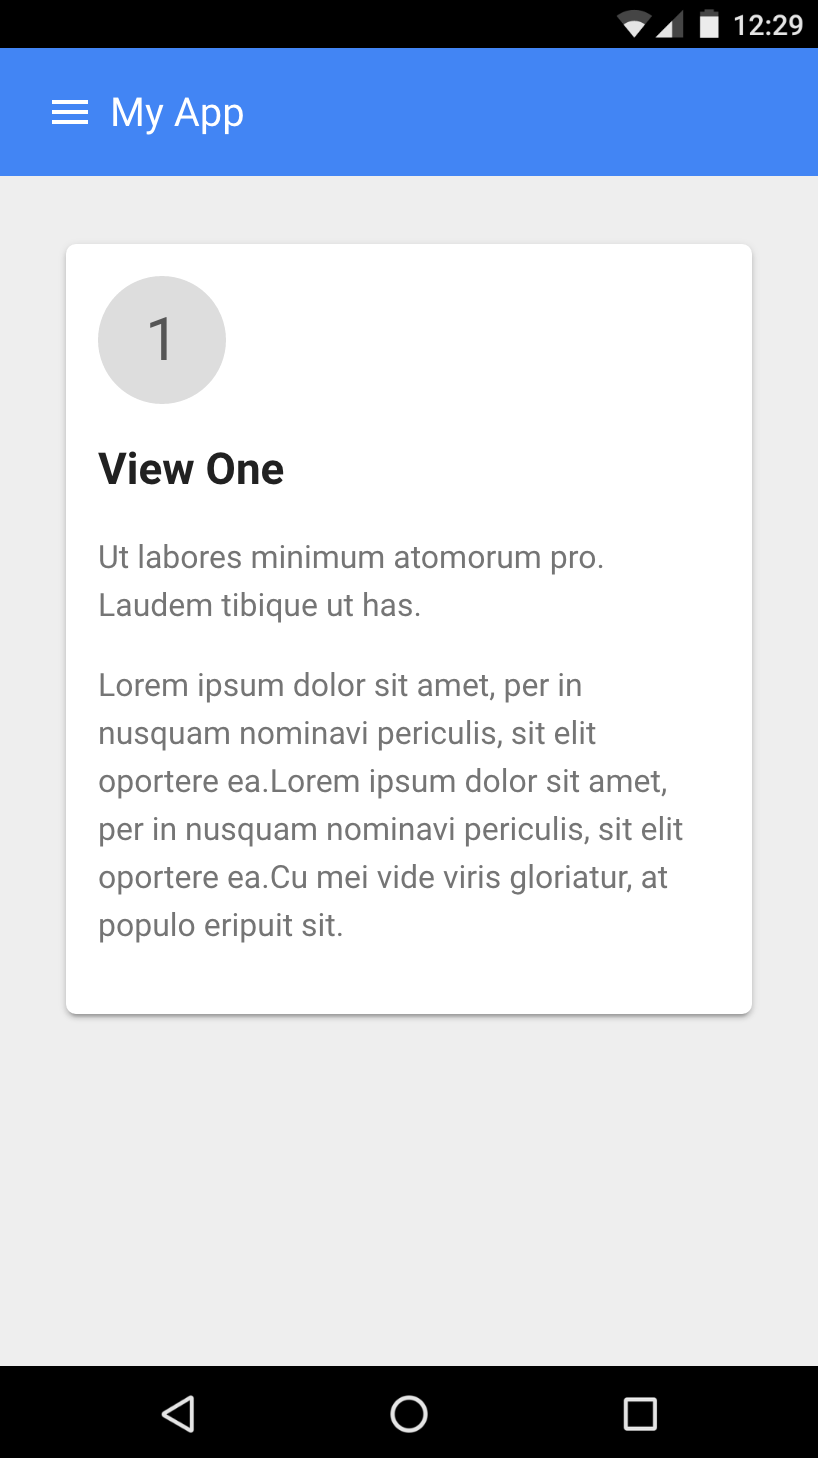 12:29
My App
1
View One
Ut labores minimum atomorum pro.
Laudem tibique ut has.
Lorem ipsum dolor sit amet, per in
nusquam nominavi periculis, sit elit
oportere ea.Lorem ipsum dolor sit amet,
per in nusquam nominavi periculis, sit elit
oportere ea.Cu mei vide viris gloriatur, at
populo eripuit sit.